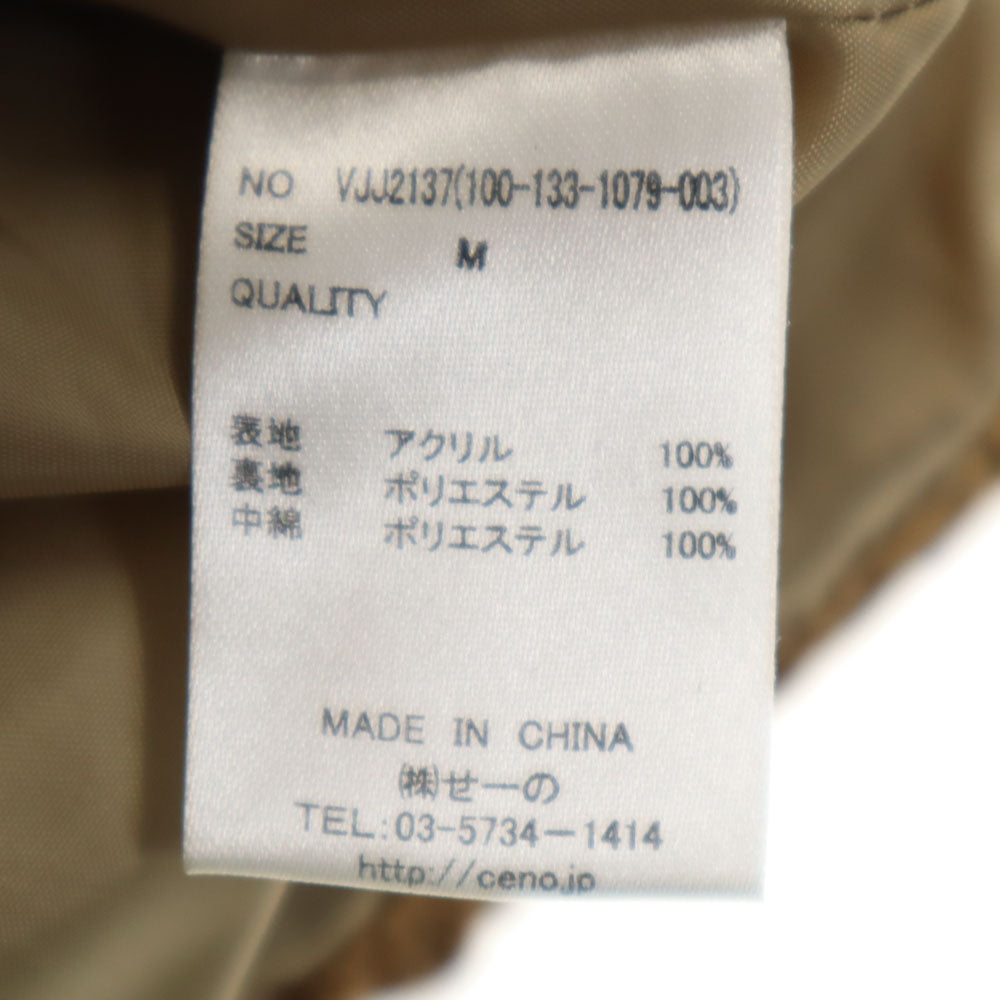 NO VJJ2137(100-133-1079-003)
SIZE M
QUALITY
表地 アクリル 100%
裏地 ポリエステル 100%
中綿 ポリエステル 100%
MADE IN CHINA
㈱せーの
TEL:03-5734-1414
http://ceno.jp